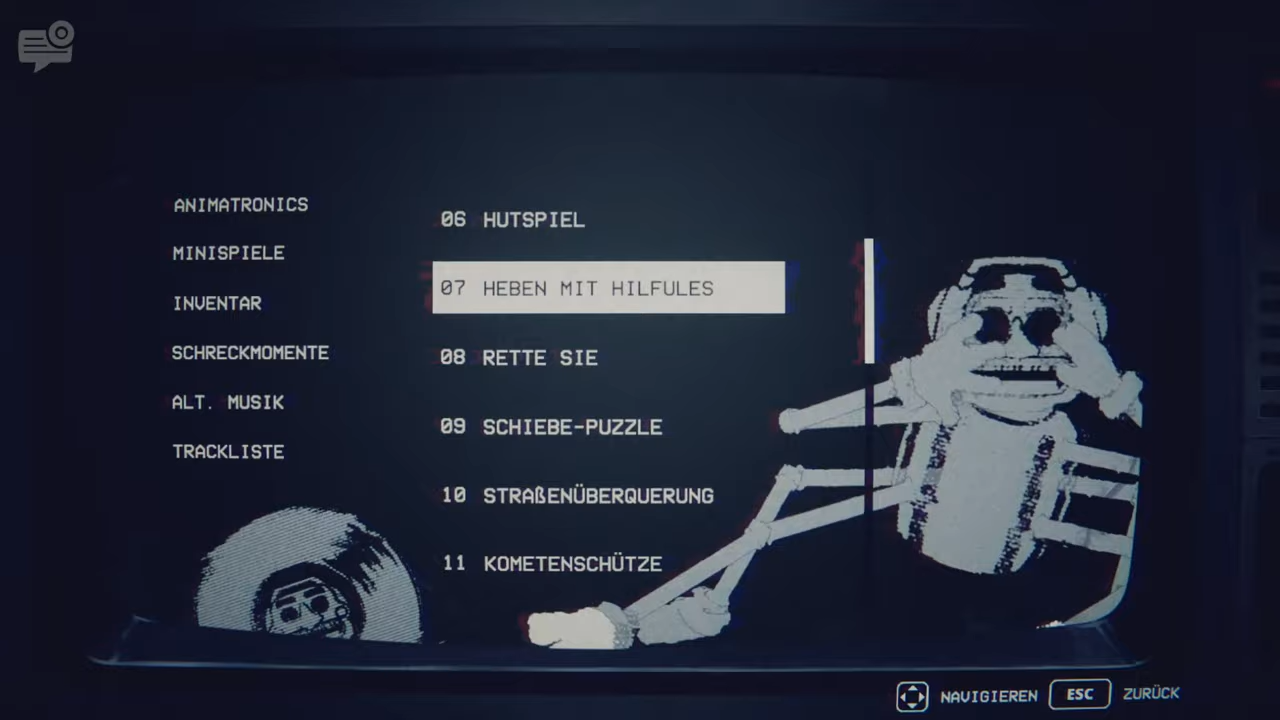 ANIMATRONICS
MINISPIELE
INVENTAR
SCHRECKMOMENTE
ALT. MUSIK
TRACKLISTE
06 HUTSPIEL
07 HEBEN MIT HILFULES
08 RETTE SIE
09 SCHIEBE-PUZZLE
10 STRAßENÜBERQUERUNG
11 KOMETENSCHÜTZE
NAVIGIEREN ESC ZURÜCK